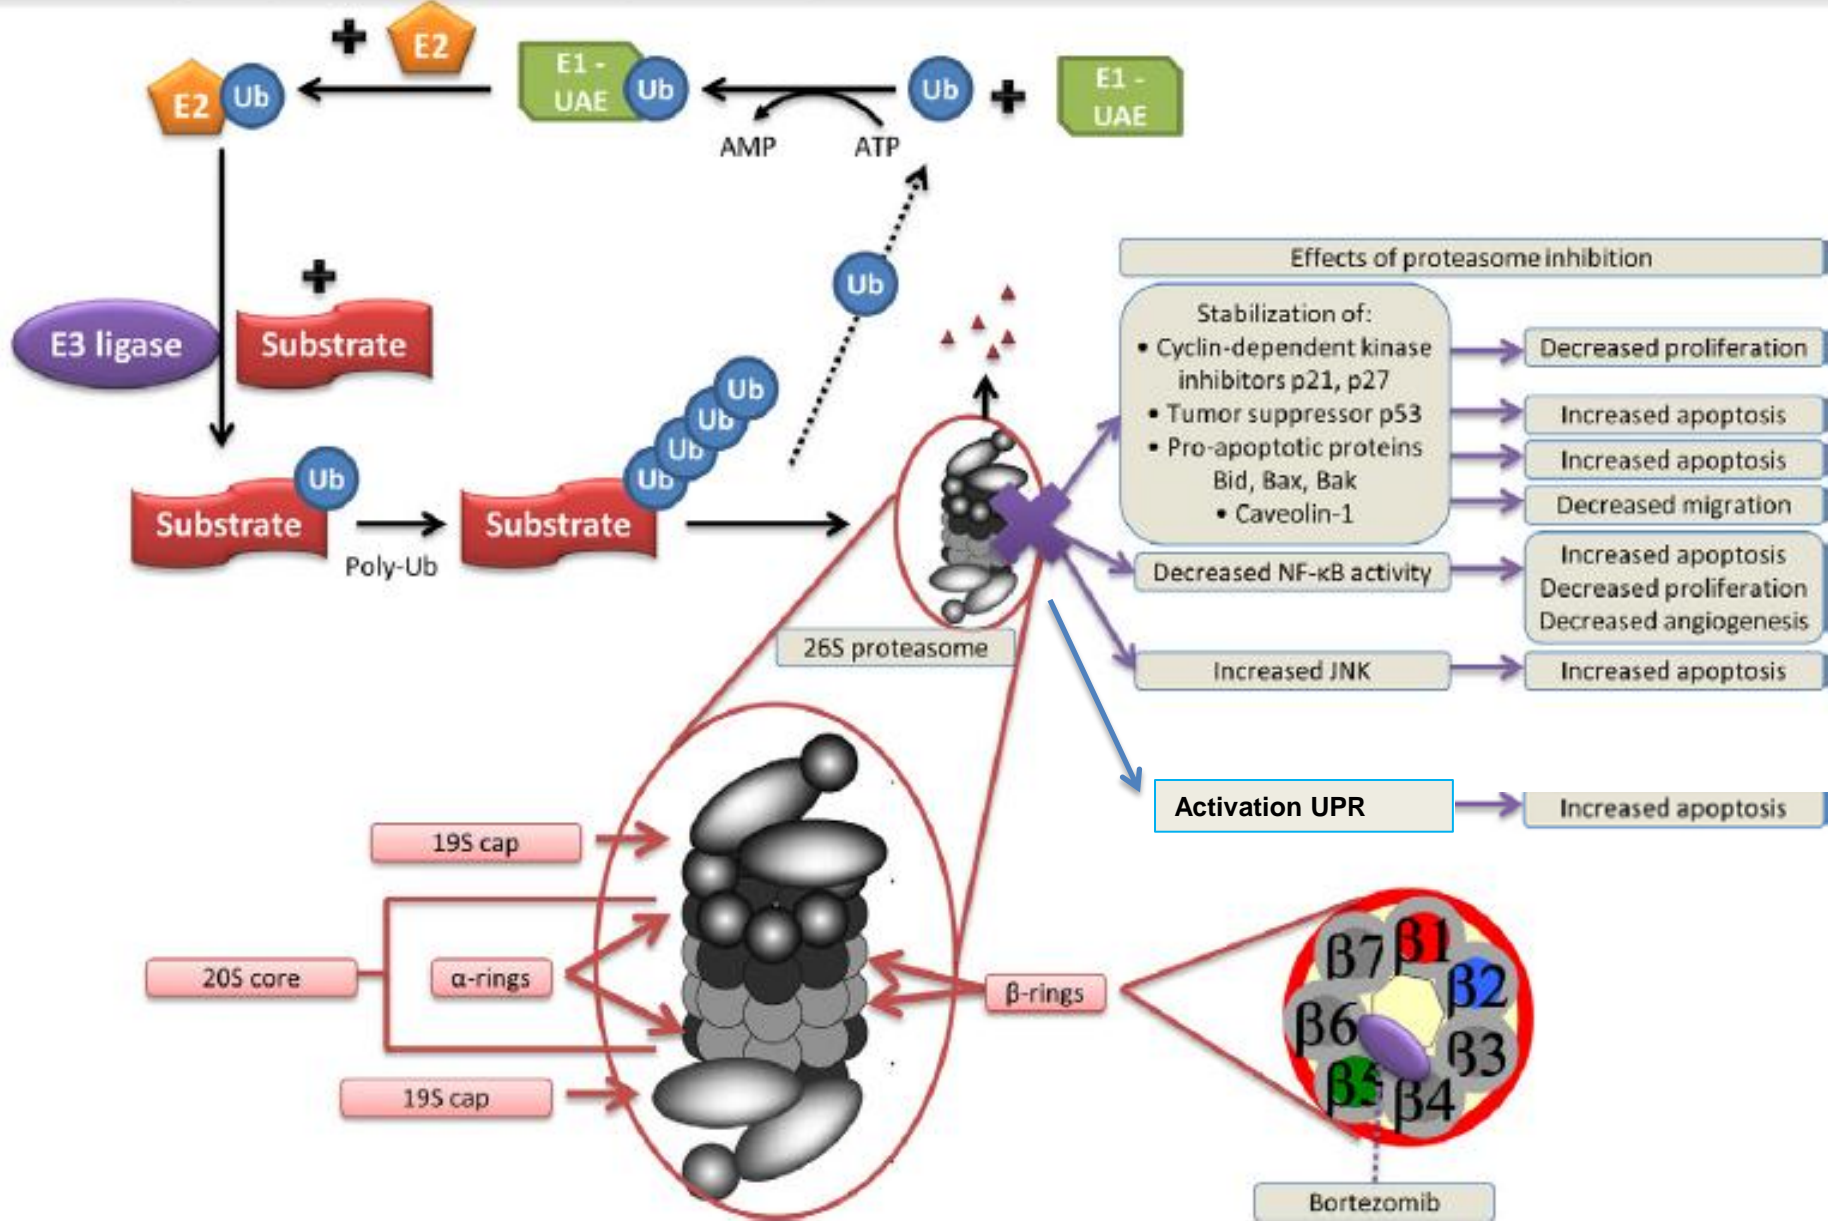 E2
E2
Ub
E1 -
UAE
Ub
Ub
E1 -
UAE
AMP
ATP
Ub
E3 ligase
Substrate
Ub
Ub
Ub
Ub
Ub
Substrate
Substrate
Poly-Ub
26S proteasome
Effects of proteasome inhibition
Stabilization of:
• Cyclin-dependent kinase
inhibitors p21, p27
• Tumor suppressor p53
• Pro-apoptotic proteins
Bid, Bax, Bak
• Caveolin-1
Decreased proliferation
Increased apoptosis
Increased apoptosis
Decreased migration
Decreased NF-κB activity
Increased apoptosis
Decreased proliferation
Decreased angiogenesis
Increased JNK
Increased apoptosis
Activation UPR
Increased apoptosis
19S cap
20S core
α-rings
β-rings
19S cap
β7
β1
β2
β6
β3
β5
β4
Bortezomib